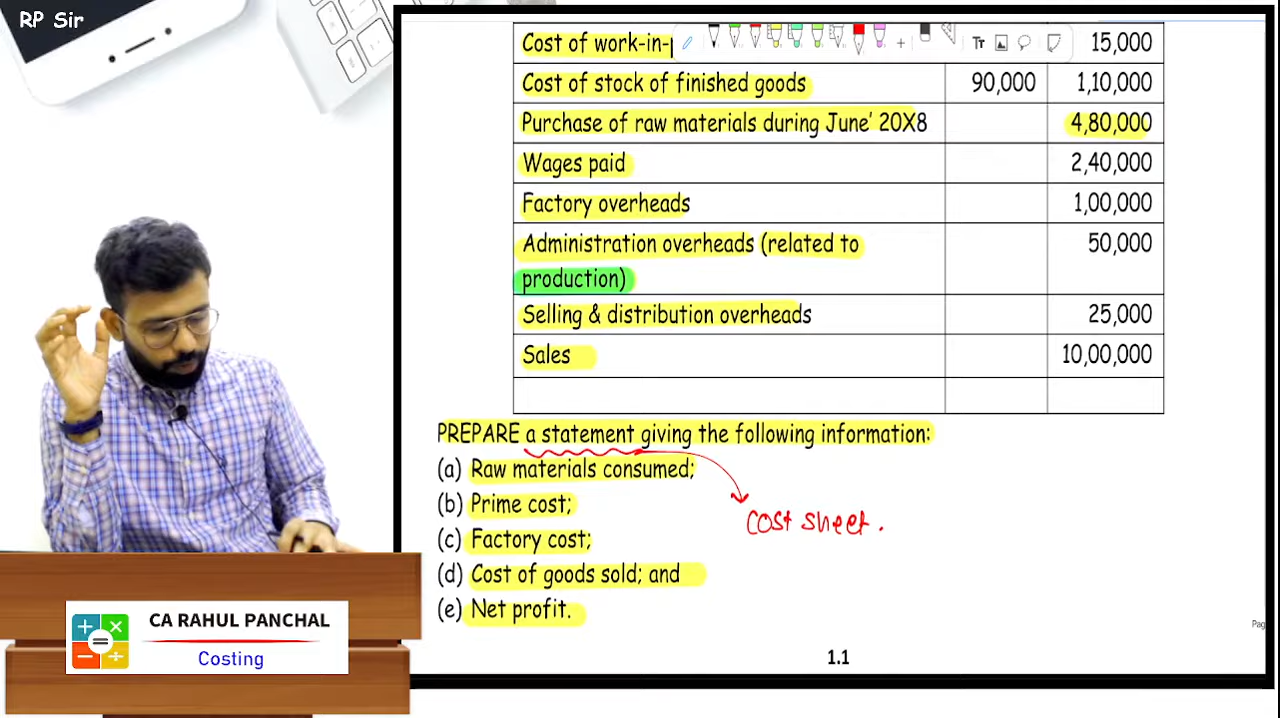 RP Sir
Cost of work-in-p 15,000
Cost of stock of finished goods 90,000 1,10,000
Purchase of raw materials during June' 20X8 4,80,000
Wages paid 2,40,000
Factory overheads 1,00,000
Administration overheads (related to 50,000
production)
Selling & distribution overheads 25,000
Sales 10,00,000
PREPARE a statement giving the following information:
(a) Raw materials consumed;
(b) Prime cost;
cost sheet.
(c) Factory cost;
(d) Cost of goods sold; and
(e) Net profit.
CA RAHUL PANCHAL
Costing
Pag
1.1
Tт